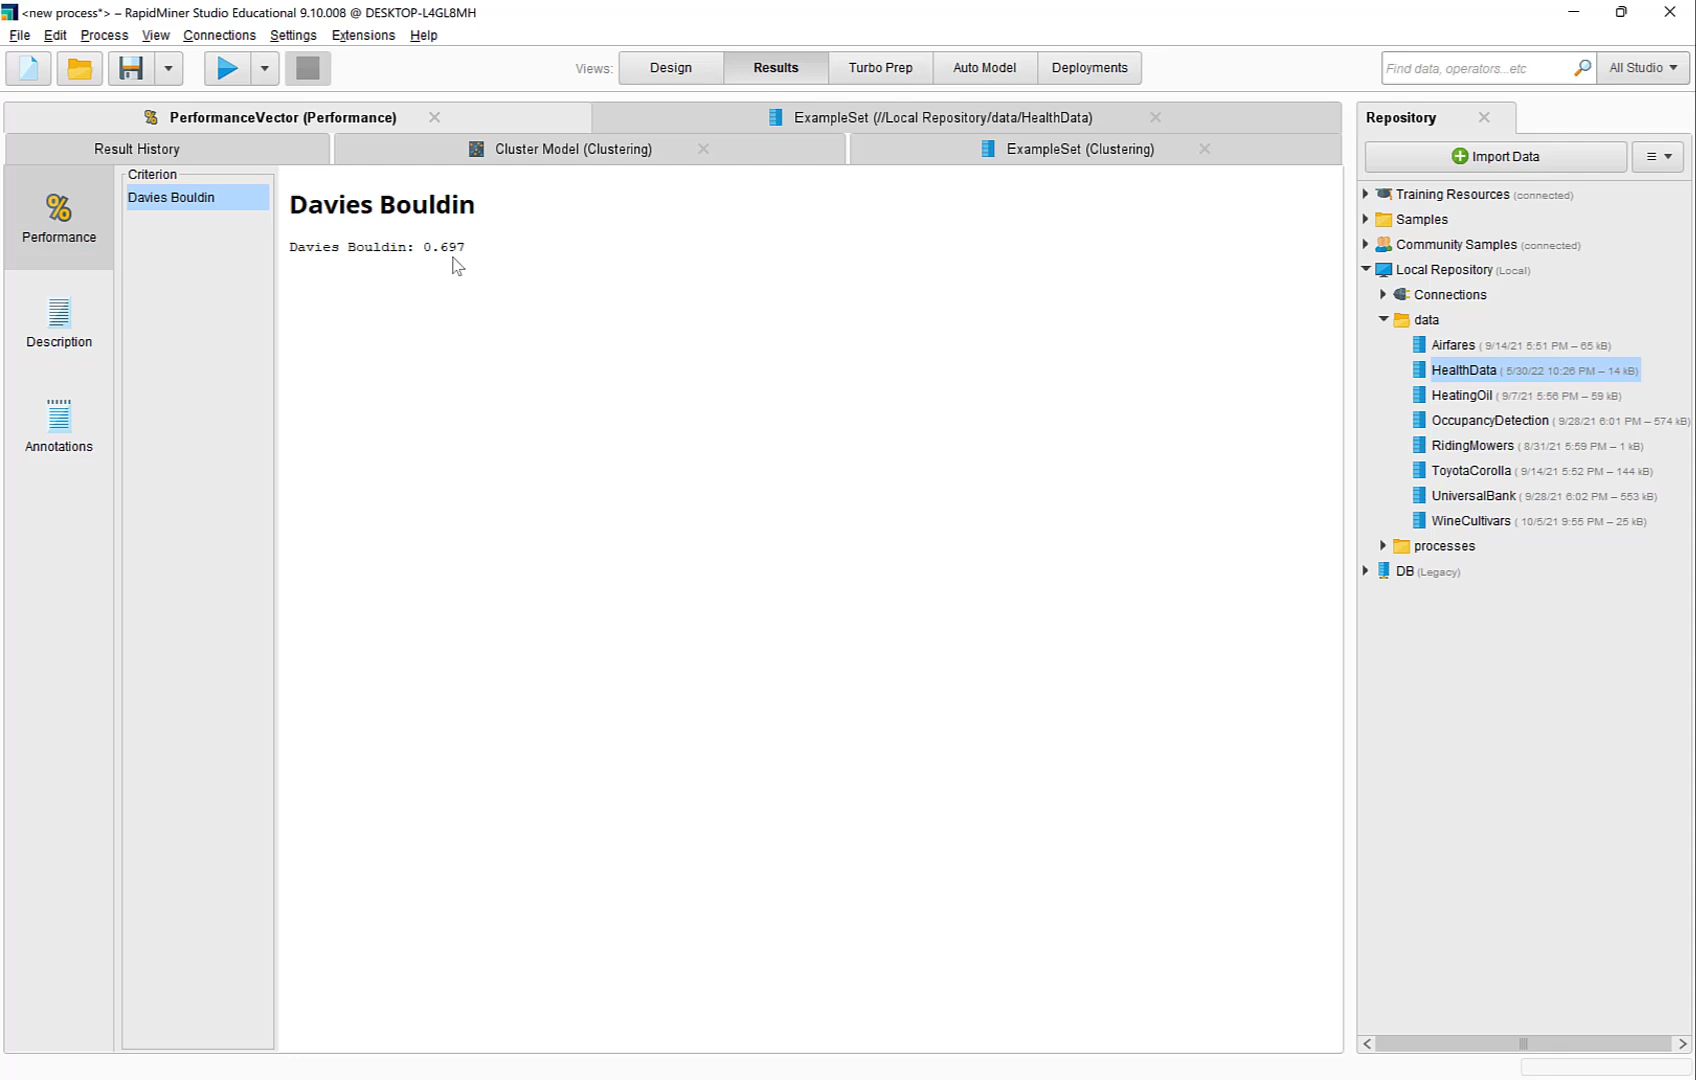 <new process*> – RapidMiner Studio Educational 9.10.008 @ DESKTOP-L4GL8MH
File Edit Process View Connections Settings Extensions Help
Views: Design Results Turbo Prep Auto Model Deployments
Find data, operators...etc All Studio
PerformanceVector (Performance) ExampleSet (//Local Repository/data/HealthData)
Result History Cluster Model (Clustering) ExampleSet (Clustering)
Performance
Description
Annotations
Criterion
Davies Bouldin
Davies Bouldin
Davies Bouldin: 0.697
Repository
Import Data
Training Resources (connected)
Samples
Community Samples (connected)
Local Repository (Local)
Connections
data
Airfares ( 9/14/21 5:51 PM – 65 kB)
HealthData ( 5/30/22 10:26 PM – 14 kB)
HeatingOil ( 9/7/21 5:56 PM – 59 kB)
OccupancyDetection ( 9/28/21 6:01 PM – 574 kB)
RidingMowers ( 8/31/21 5:59 PM – 1 kB)
ToyotaCorolla ( 9/14/21 5:52 PM – 144 kB)
UniversalBank ( 9/28/21 6:02 PM – 553 kB)
WineCultivars ( 10/5/21 9:55 PM – 25 kB)
processes
DB (Legacy)